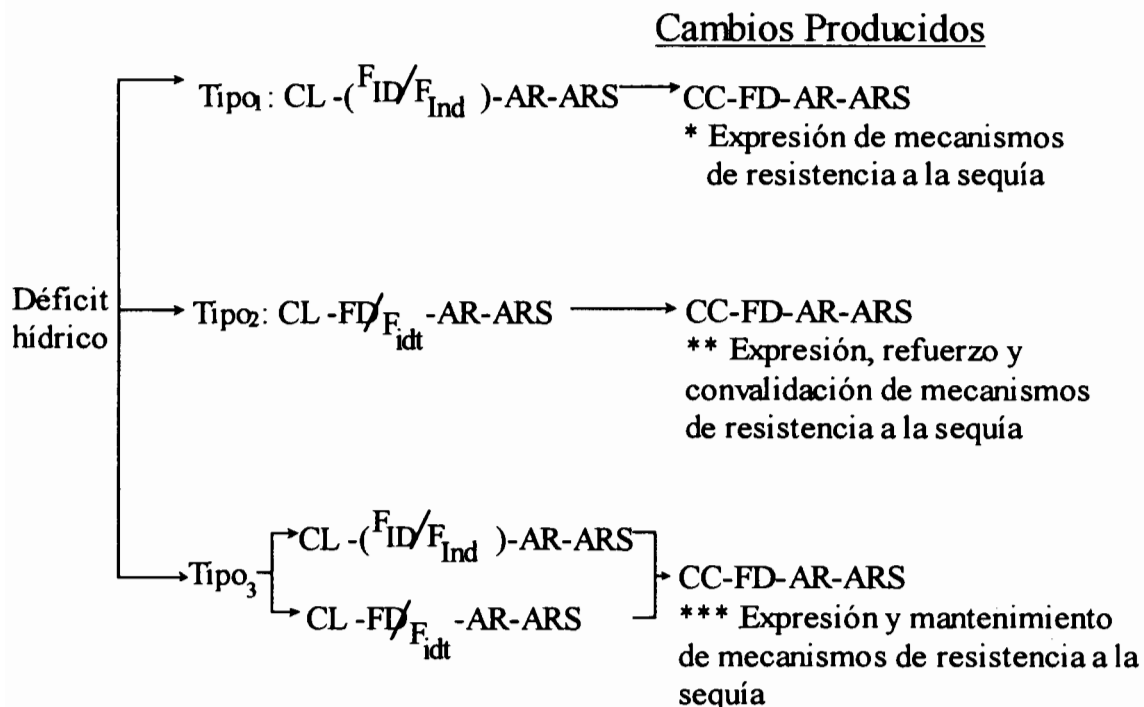 Cambios Producidos
Tipo1: CL -(FID/FInd )-AR-ARS CC-FD-AR-ARS
* Expresión de mecanismos
de resistencia a la sequía
Déficit
hídrico
Tipo2: CL -FD/Fidt -AR-ARS CC-FD-AR-ARS
** Expresión, refuerzo y
convalidación de mecanismos
de resistencia a la sequía
Tipo3
CL -(FID/FInd )-AR-ARS
CL -FD/Fidt -AR-ARS
CC-FD-AR-ARS
*** Expresión y mantenimiento
de mecanismos de resistencia a la
sequía